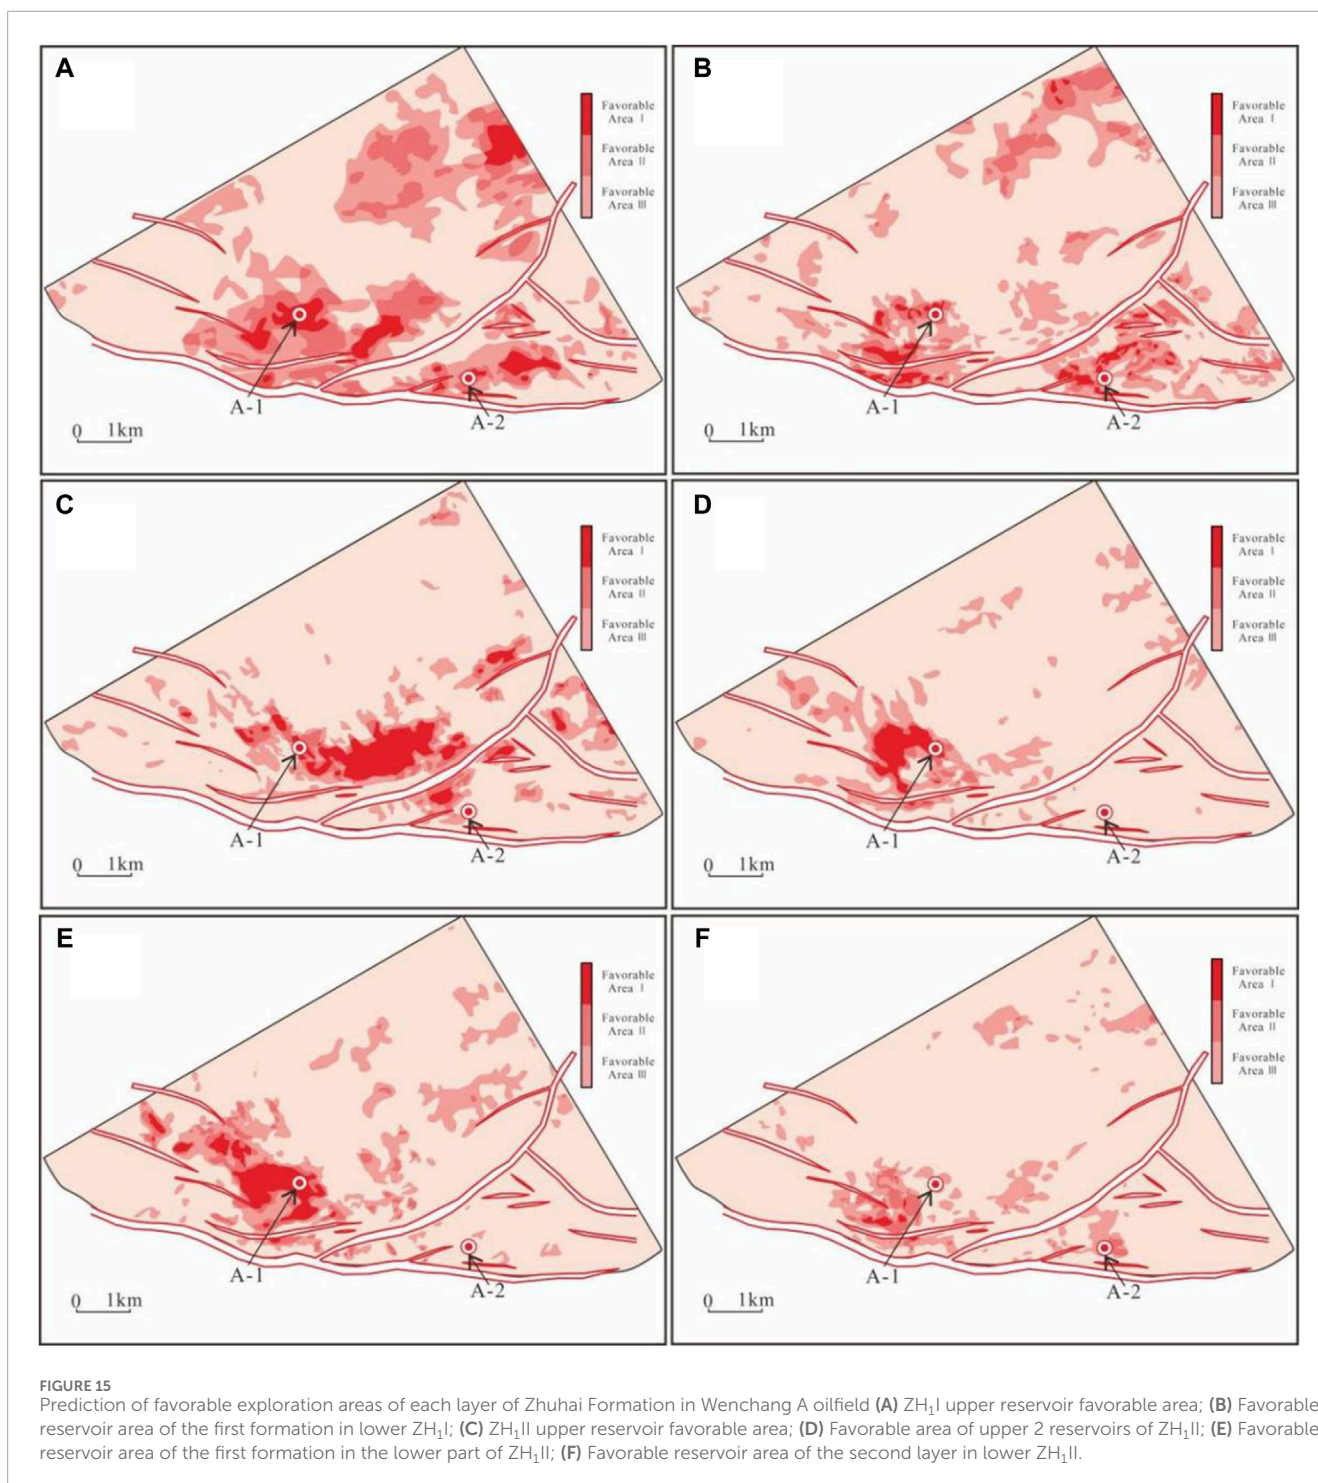 A
Favorable
Area I
Favorable
Area II
Favorable
Area III
A-1
A-2
0 1km
B
Favorable
Area I
Favorable
Area II
Favorable
Area III
A-1
A-2
0 1km
C
Favorable
Area I
Favorable
Area II
Favorable
Area III
A-1
A-2
0 1km
D
Favorable
Area I
Favorable
Area II
Favorable
Area III
A-1
A-2
0 1km
E
Favorable
Area I
Favorable
Area II
Favorable
Area III
A-1
A-2
0 1km
F
Favorable
Area I
Favorable
Area II
Favorable
Area III
A-1
A-2
0 1km
FIGURE 15
Prediction of favorable exploration areas of each layer of Zhuhai Formation in Wenchang A oilfield (A) ZH₁I upper reservoir favorable area; (B) Favorable
reservoir area of the first formation in lower ZH₁I; (C) ZH₁II upper reservoir favorable area; (D) Favorable area of upper 2 reservoirs of ZH₁II; (E) Favorable
reservoir area of the first formation in the lower part of ZH₁II; (F) Favorable reservoir area of the second layer in lower ZH₁II.